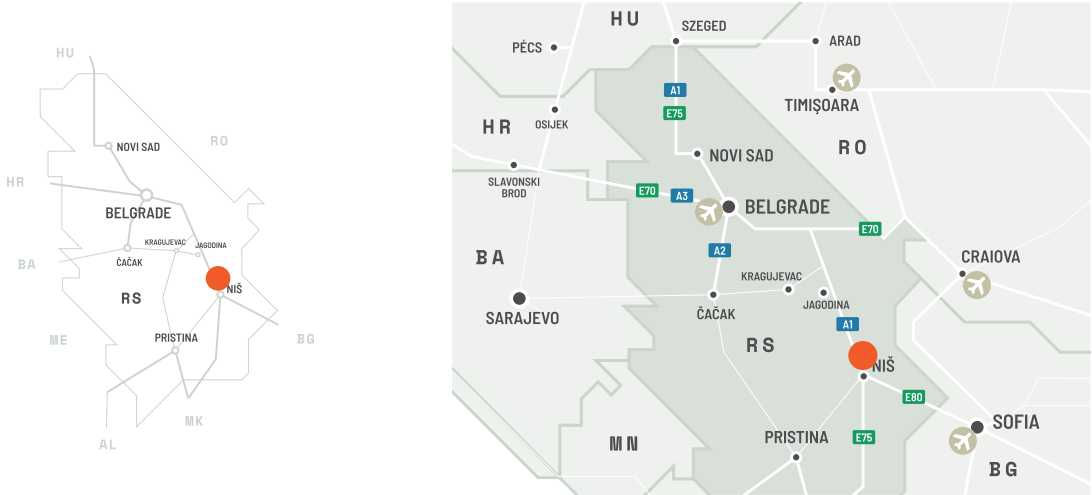 HU
RO
NOVI SAD
HR
BELGRADE
KRAGUJEVAC
JAGODINA
ČAČAK
BA
NIŠ
RS
PRISTINA
ME
BG
MK
AL
HU
SZEGED
PÉCS
ARAD
A1
TIMIŞOARA
E75
OSIJEK
HR
RO
NOVI SAD
SLAVONSKI
BROD
E70
A3
BELGRADE
E70
A2
BA
CRAIOVA
KRAGUJEVAC
SARAJEVO
ČAČAK
JAGODINA
A1
RS
NIŠ
E80
PRISTINA
E75
SOFIA
MN
BG